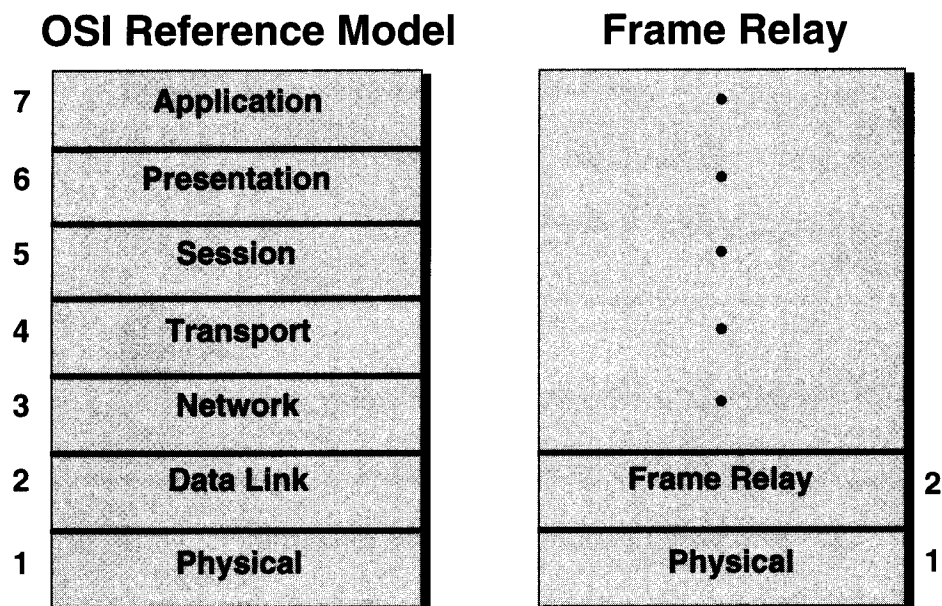 OSI Reference Model
Frame Relay
7 Application
6 Presentation
5 Session
4 Transport
3 Network
2 Data Link
Frame Relay 2
1 Physical
Physical 1